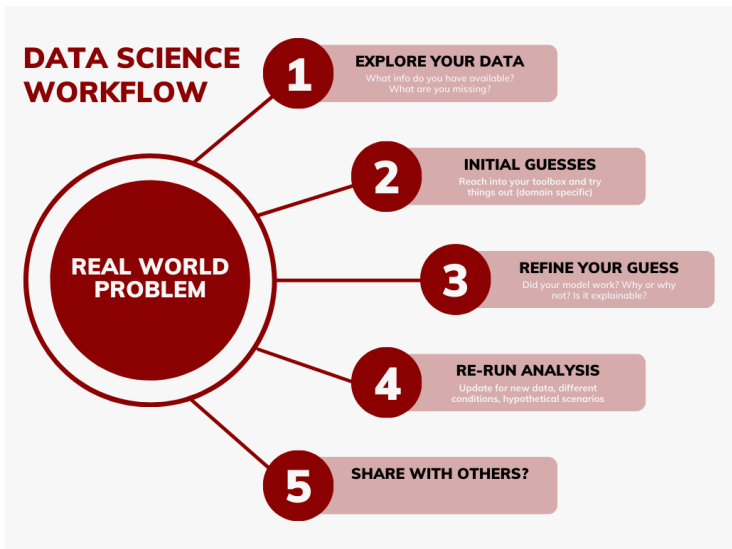 DATA SCIENCE
WORKFLOW
REAL WORLD
PROBLEM
1
EXPLORE YOUR DATA
What info do you have available?
What are you missing?
2
INITIAL GUESSES
Reach into your toolbox and try
things out (domain specific)
3
REFINE YOUR GUESS
Did your model work? Why or why
not? Is it explainable?
4
RE-RUN ANALYSIS
Update for new data, different
conditions, hypothetical scenarios
5
SHARE WITH OTHERS?